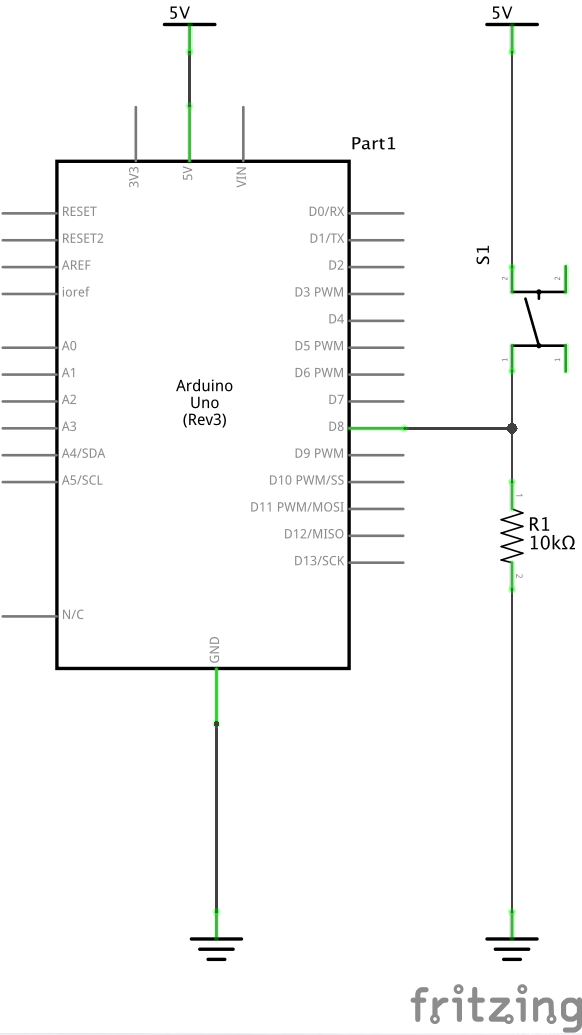 5V
5V
Part1
3V3
5V
VIN
RESET
RESET2
AREF
ioref
A0
A1
A2
A3
A4/SDA
A5/SCL
N/C
Arduino
Uno
(Rev3)
D0/RX
D1/TX
D2
D3 PWM
D4
D5 PWM
D6 PWM
D7
D8
D9 PWM
D10 PWM/SS
D11 PWM/MOSI
D12/MISO
D13/SCK
GND
S1
2
2
1
1
1
R1
10kΩ
2
fritzing